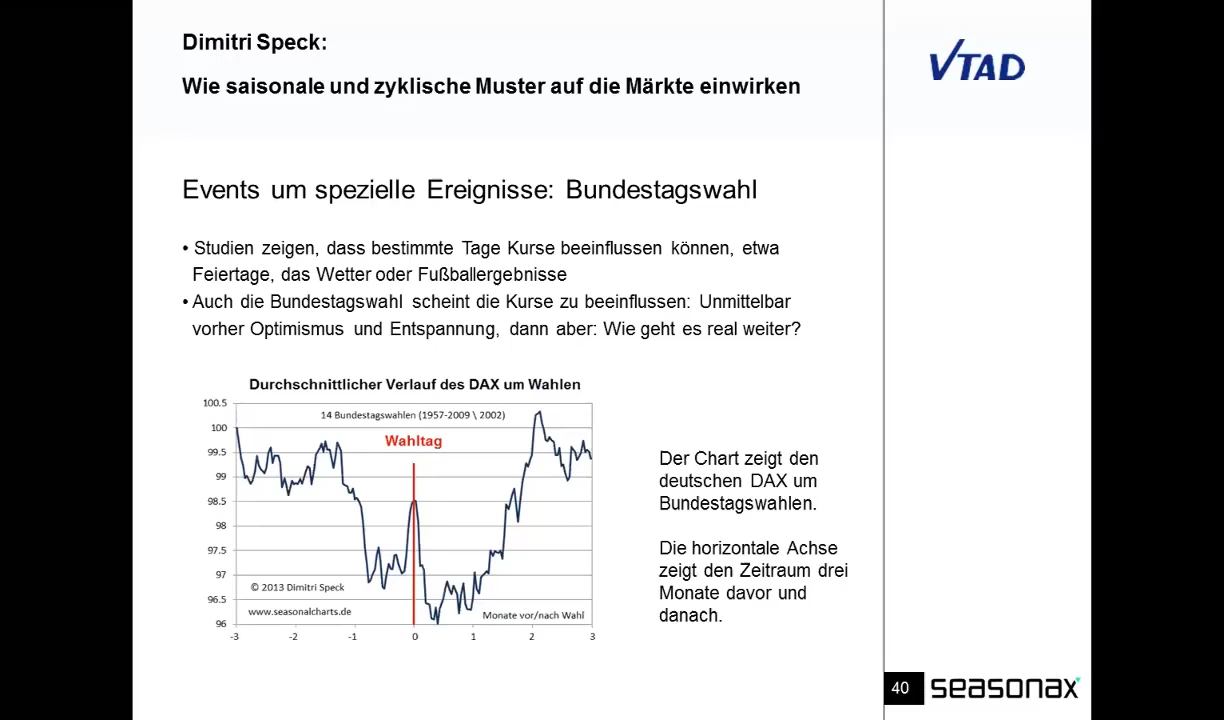 Dimitri Speck:
Wie saisonale und zyklische Muster auf die Märkte einwirken
VTAD
Events um spezielle Ereignisse: Bundestagswahl
• Studien zeigen, dass bestimmte Tage Kurse beeinflussen können, etwa
Feiertage, das Wetter oder Fußballergebnisse
• Auch die Bundestagswahl scheint die Kurse zu beeinflussen: Unmittelbar
vorher Optimismus und Entspannung, dann aber: Wie geht es real weiter?
Durchschnittlicher Verlauf des DAX um Wahlen
14 Bundestagswahlen (1957-2009 \ 2002)
Wahltag
100.5
100
99.5
99
98.5
98
97.5
97
96.5
96
© 2013 Dimitri Speck
www.seasonalcharts.de
Monate vor/nach Wahl
-3 -2 -1 0 1 2 3
Der Chart zeigt den
deutschen DAX um
Bundestagswahlen.
Die horizontale Achse
zeigt den Zeitraum drei
Monate davor und
danach.
40
seasonax